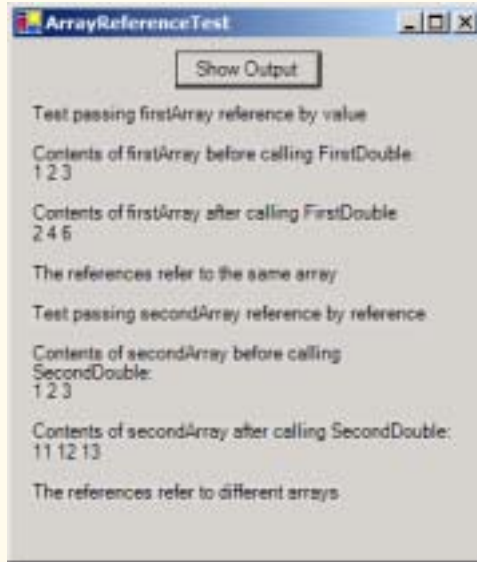 ArrayReferenceTest
Show Output
Test passing firstArray reference by value
Contents of firstArray before calling FirstDouble:
1 2 3
Contents of firstArray after calling FirstDouble
2 4 6
The references refer to the same array
Test passing secondArray reference by reference
Contents of secondArray before calling
SecondDouble:
1 2 3
Contents of secondArray after calling SecondDouble:
11 12 13
The references refer to different arrays